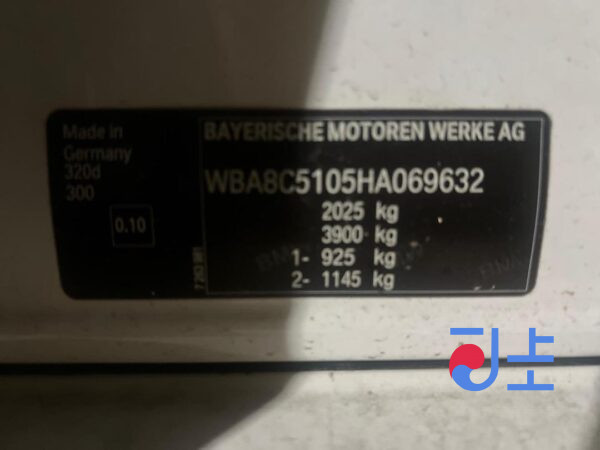 Made in
Germany
320d
300
0.10
BAYERISCHE MOTOREN WERKE AG
WBA8C5105HA069632
2025 kg
3900 kg
1- 925 kg
2- 1145 kg